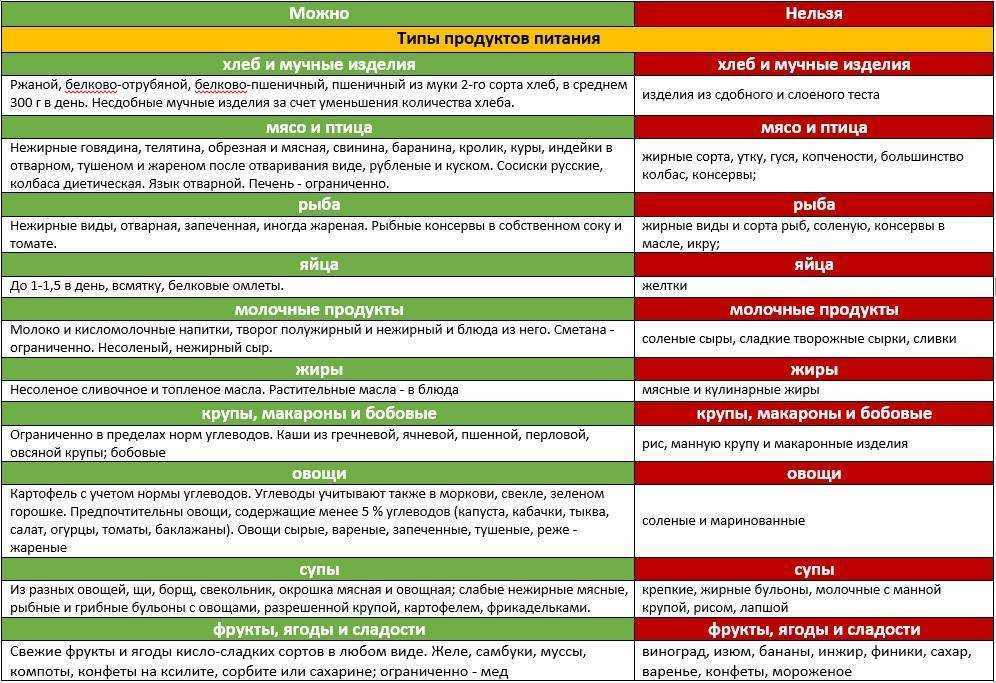 Можно
Нельзя
Типы продуктов питания
хлеб и мучные изделия
хлеб и мучные изделия
Ржаной, белково-отрубяной, белково-пшеничный, пшеничный из муки 2-го сорта хлеб, в среднем
300 г в день. Несдобные мучные изделия за счет уменьшения количества хлеба.
изделия из сдобного и слоеного теста
мясо и птица
мясо и птица
Нежирные говядина, телятина, обрезная и мясная, свинина, баранина, кролик, куры, индейки в
отварном, тушеном и жареном после отваривания виде, рубленые и куском. Сосиски русские,
колбаса диетическая. Язык отварной. Печень - ограниченно.
жирные сорта, утку, гуся, копчености, большинство
колбас, консервы;
рыба
рыба
Нежирные виды, отварная, запеченная, иногда жареная. Рыбные консервы в собственном соку и
томате.
жирные виды и сорта рыб, соленую, консервы в
масле, икру;
яйца
яйца
До 1-1,5 в день, всмятку, белковые омлеты.
желтки
молочные продукты
молочные продукты
Молоко и кисломолочные напитки, творог полужирный и нежирный и блюда из него. Сметана -
ограниченно. Несоленый, нежирный сыр.
соленые сыры, сладкие творожные сырки, сливки
жиры
жиры
Несоленое сливочное и топленое масла. Растительные масла - в блюда
мясные и кулинарные жиры
крупы, макароны и бобовые
крупы, макароны и бобовые
Ограниченно в пределах норм углеводов. Каши из гречневой, ячневой, пшенной, перловой,
овсяной крупы; бобовые
рис, манную крупу и макаронные изделия
овощи
овощи
Картофель с учетом нормы углеводов. Углеводы учитывают также в моркови, свекле, зеленом
горошке. Предпочтительны овощи, содержащие менее 5 % углеводов (капуста, кабачки, тыква,
салат, огурцы, томаты, баклажаны). Овощи сырые, вареные, запеченные, тушеные, реже -
жареные
соленые и маринованные
супы
супы
Из разных овощей, щи, борщ, свекольник, окрошка мясная и овощная; слабые нежирные мясные,
рыбные и грибные бульоны с овощами, разрешенной крупой, картофелем, фрикадельками.
крепкие, жирные бульоны, молочные с манной
крупой, рисом, лапшой
фрукты, ягоды и сладости
фрукты, ягоды и сладости
Свежие фрукты и ягоды кисло-сладких сортов в любом виде. Желе, самбуки, муссы,
компоты, конфеты на ксилите, сорбите или сахарине; ограниченно - мед
виноград, изюм, бананы, инжир, финики, сахар,
варенье, конфеты, мороженое